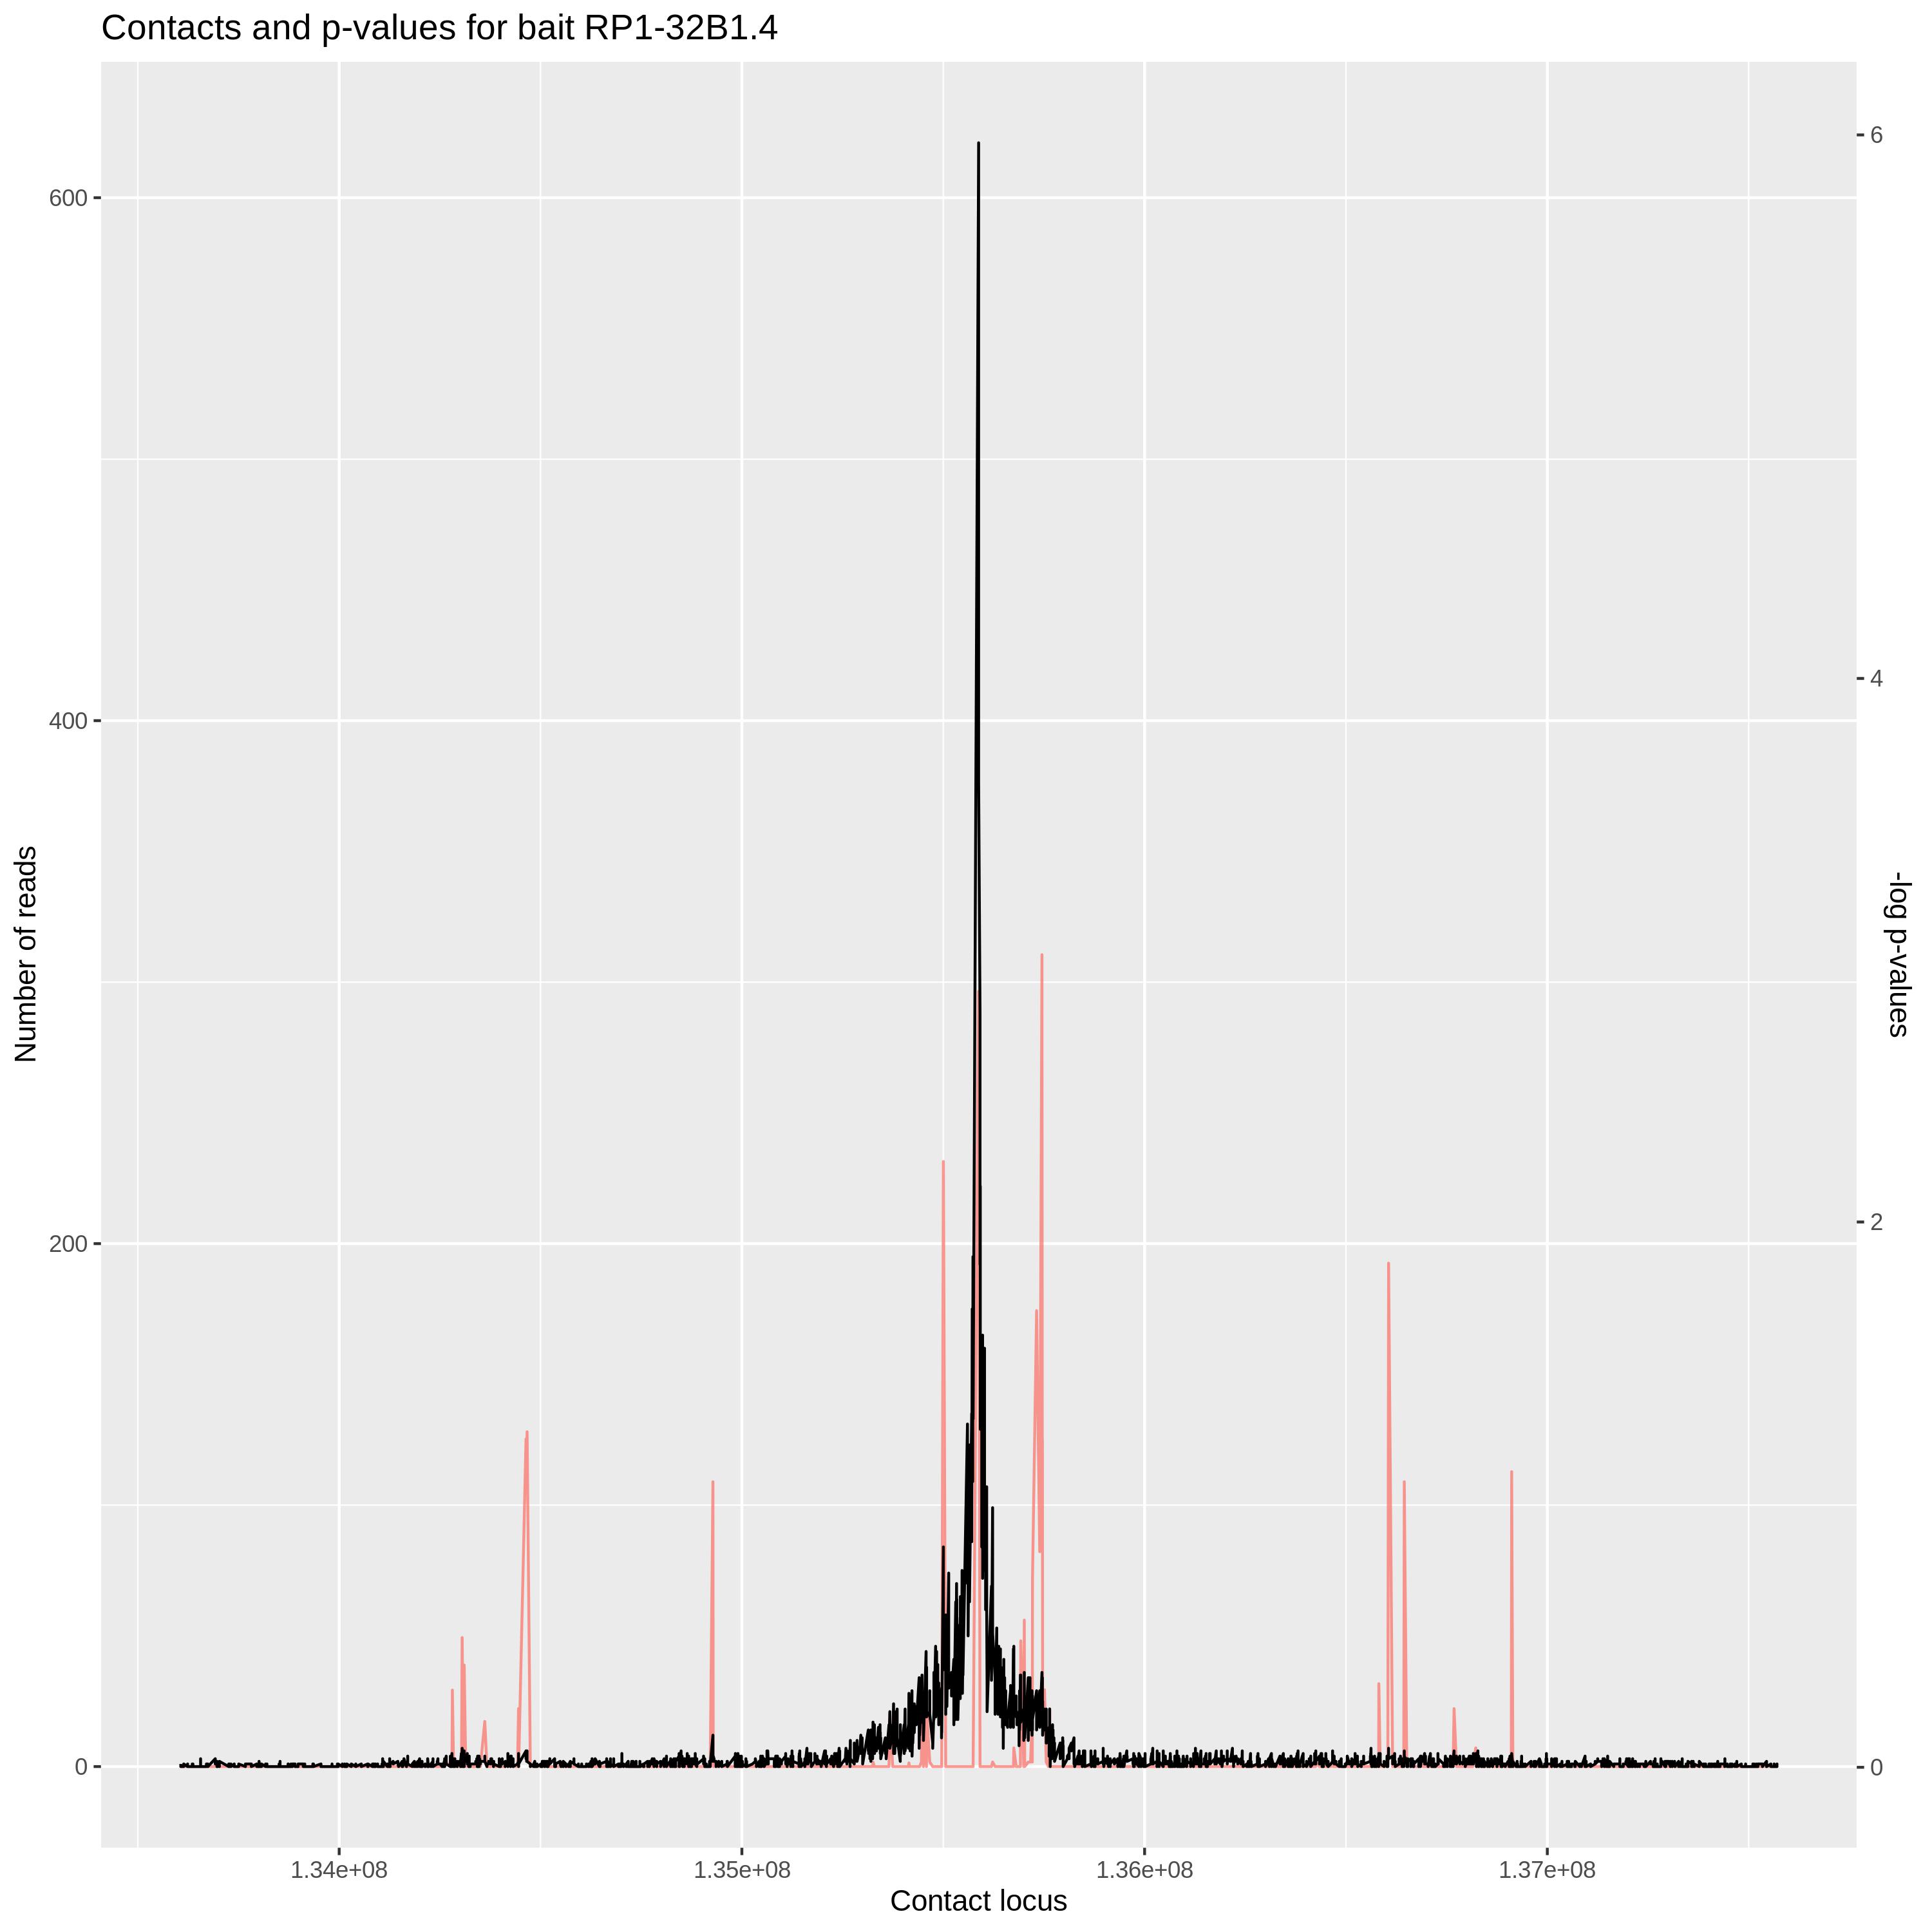 Contacts and p-values for bait RP1-32B1.4
600
400
200
0
6
4
2
0
Number of reads
-log p-values
1.34e+08
1.35e+08
1.36e+08
1.37e+08
Contact locus